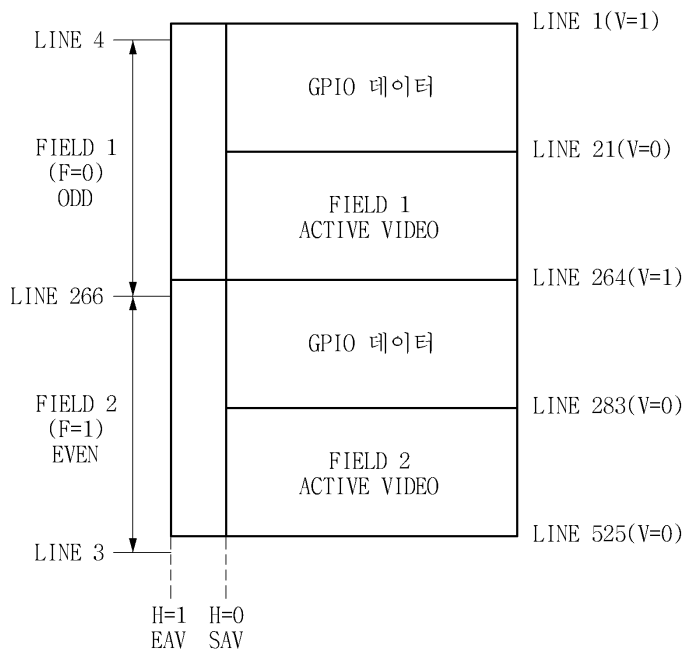 LINE 1(V=1)
LINE 4
GPIO 데이터
FIELD 1
(F=0)
ODD
LINE 21(V=0)
FIELD 1
ACTIVE VIDEO
LINE 264(V=1)
LINE 266
GPIO 데이터
FIELD 2
(F=1)
EVEN
LINE 283(V=0)
FIELD 2
ACTIVE VIDEO
LINE 525(V=0)
LINE 3
H=1
EAV
H=0
SAV